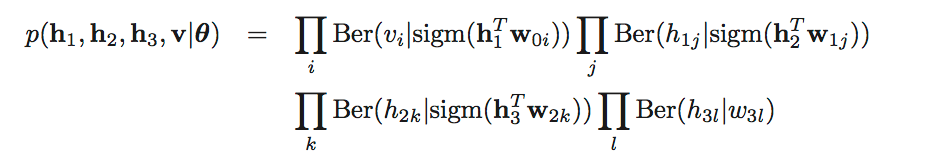 p(h₁, h₂, h₃, v|θ) = ∏ᵢ Ber(vᵢ|sigm(h₁ᵀw₀ᵢ)) ∏ⱼ Ber(h₁ⱼ|sigm(h₂ᵀw₁ⱼ))
∏ₖ Ber(h₂ₖ|sigm(h₃ᵀw₂ₖ)) ∏ₗ Ber(h₃ₗ|w₃ₗ)